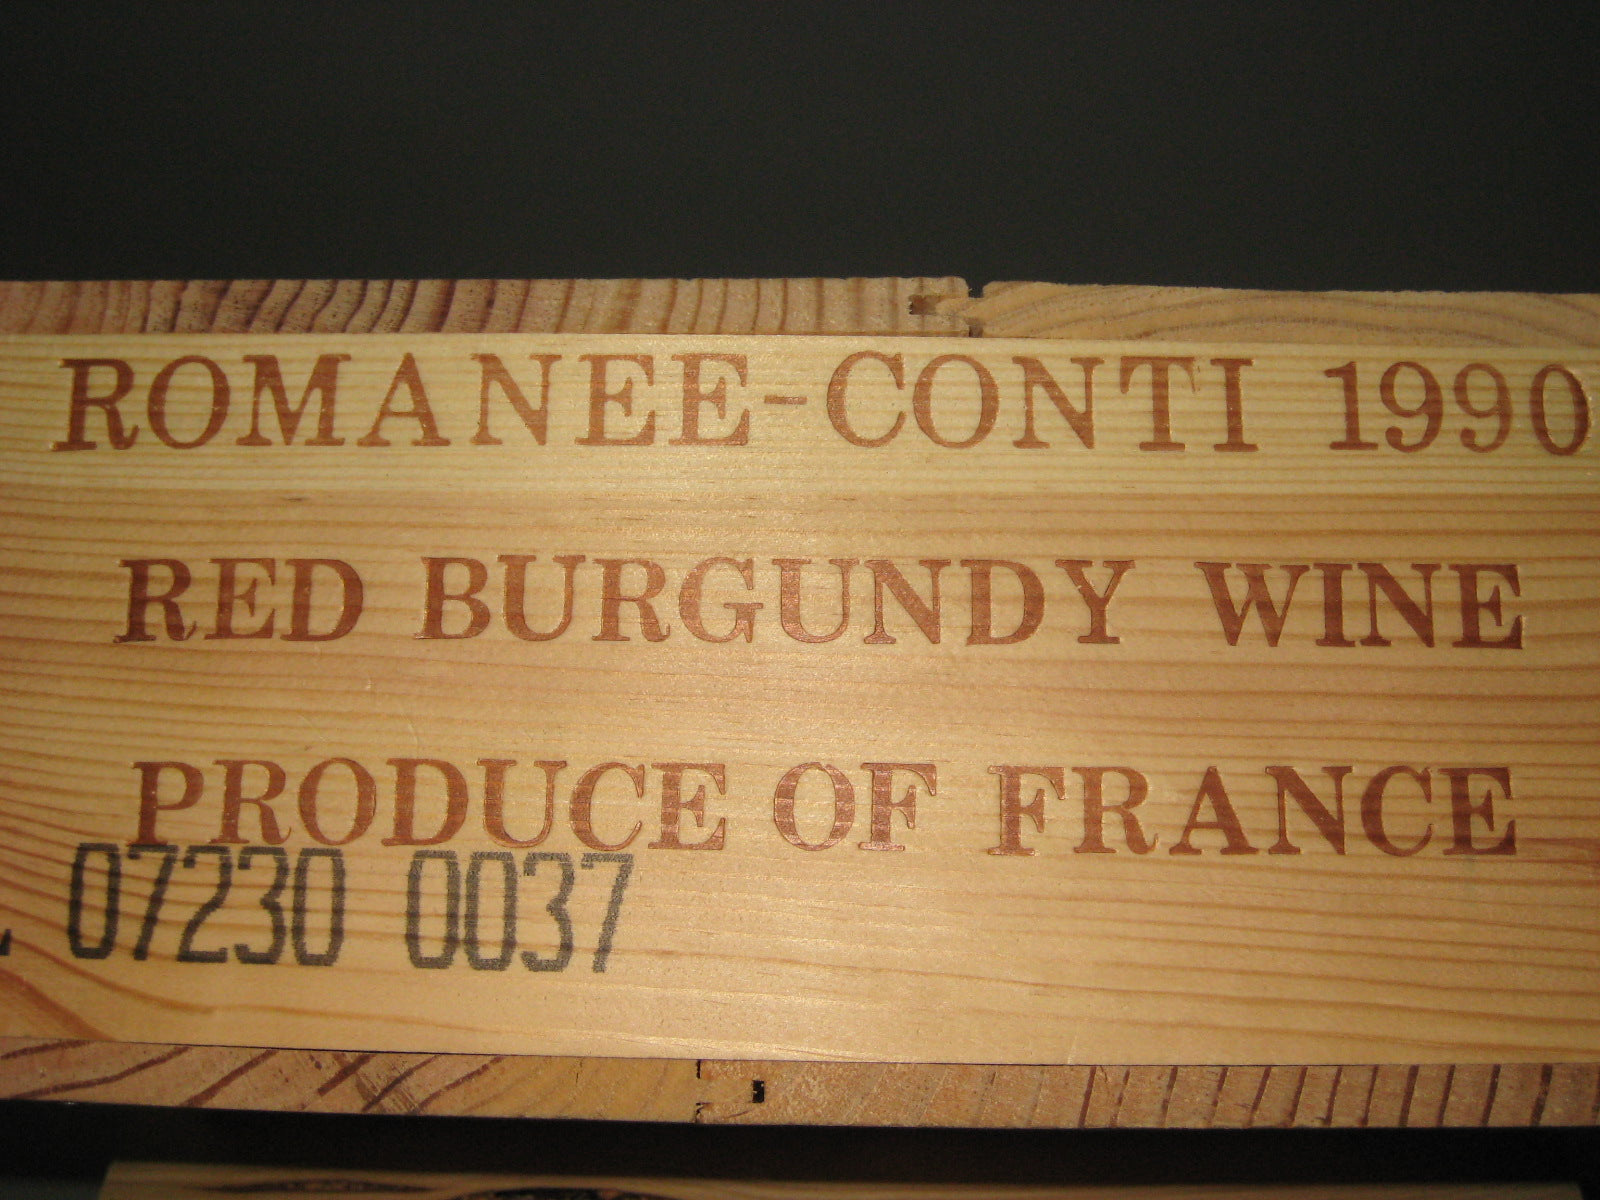 ROMANEE-CONTI 1990
RED BURGUNDY WINE
PRODUCE OF FRANCE
07230 0037